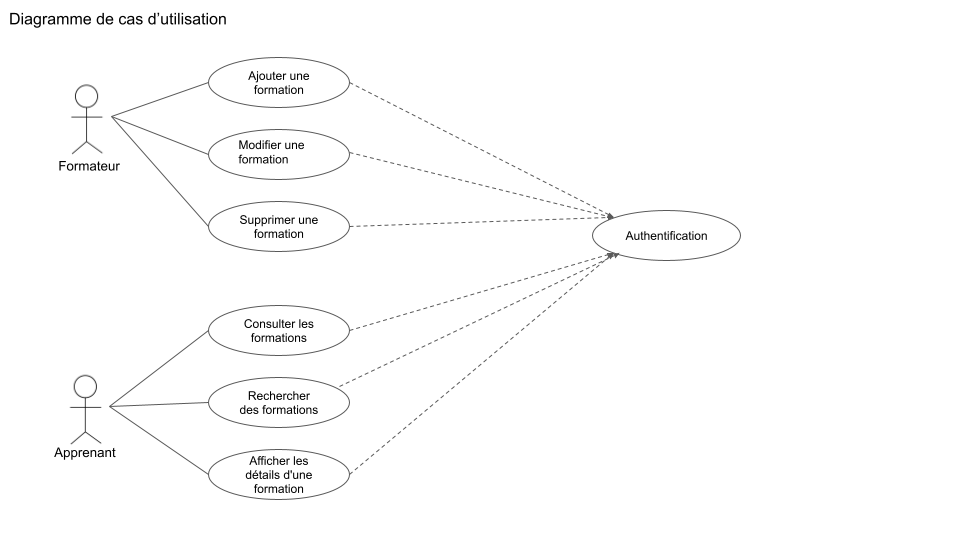 Diagramme de cas d’utilisation
Ajouter une
formation
Formateur
Modifier une
formation
Supprimer une
formation
Authentification
Consulter les
formations
Apprenant
Rechercher
des formations
Afficher les
détails d'une
formation